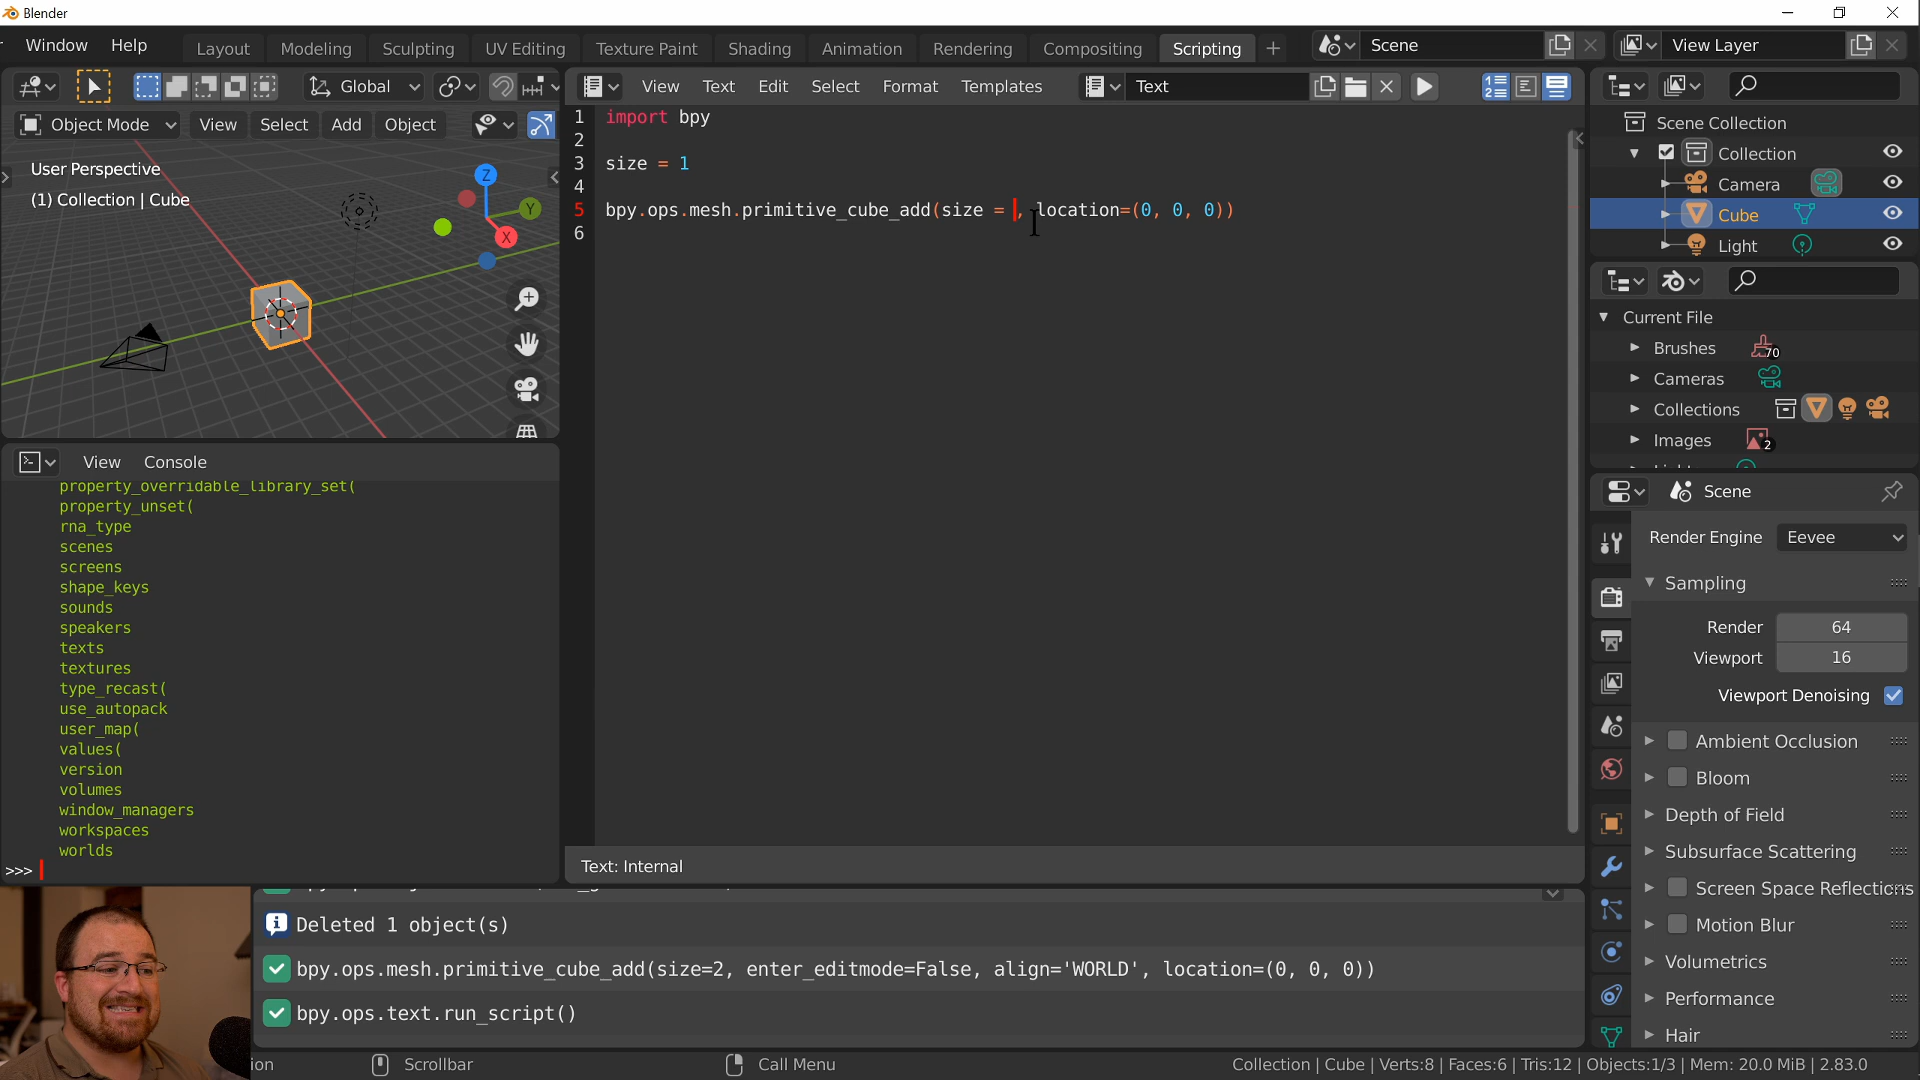 Blender
Window Help Layout Modeling Sculpting UV Editing Texture Paint Shading Animation Rendering Compositing Scripting + Scene View Layer
Global View Text Edit Select Format Templates Text
Object Mode View Select Add Object
User Perspective
(1) Collection | Cube
Z
Y
X
1 import bpy
2
3 size = 1
4
5 bpy.ops.mesh.primitive_cube_add(size = , location=(0, 0, 0))
6
Scene Collection
Collection
Camera
Cube
Light
Current File
Brushes 70
Cameras
Collections
Images 2
View Console
property_overridable_library_set(
property_unset(
rna_type
scenes
screens
shape_keys
sounds
speakers
texts
textures
type_recast(
use_autopack
user_map(
values(
version
volumes
window_managers
workspaces
worlds
>>>
Text: Internal
Scene
Render Engine Eevee
Sampling
Render 64
Viewport 16
Viewport Denoising
Ambient Occlusion
Bloom
Depth of Field
Subsurface Scattering
Screen Space Reflections
Motion Blur
Volumetrics
Performance
Hair
Deleted 1 object(s)
bpy.ops.mesh.primitive_cube_add(size=2, enter_editmode=False, align='WORLD', location=(0, 0, 0))
bpy.ops.text.run_script()
ion Scrollbar Call Menu Collection | Cube | Verts:8 | Faces:6 | Tris:12 | Objects:1/3 | Mem: 20.0 MiB | 2.83.0